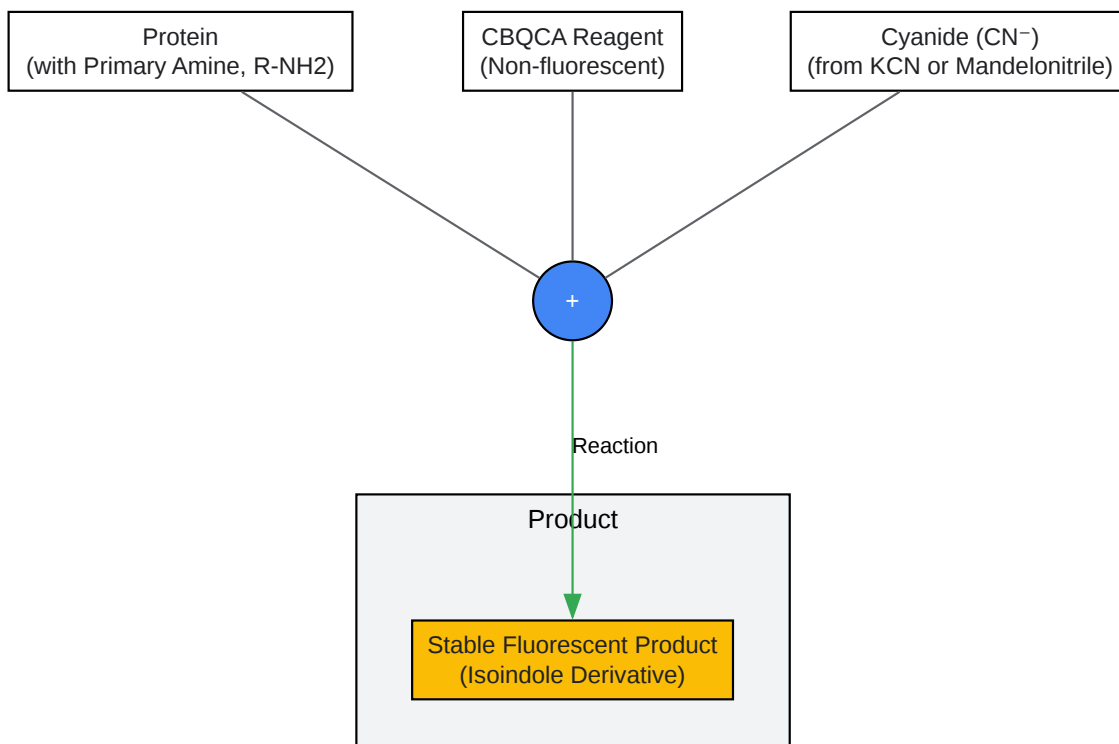 Protein
(with Primary Amine, R-NH2)
CBQCA Reagent
(Non-fluorescent)
Cyanide (CN⁻)
(from KCN or Mandelonitrile)
+
Reaction
Product
Stable Fluorescent Product
(Isoindole Derivative)